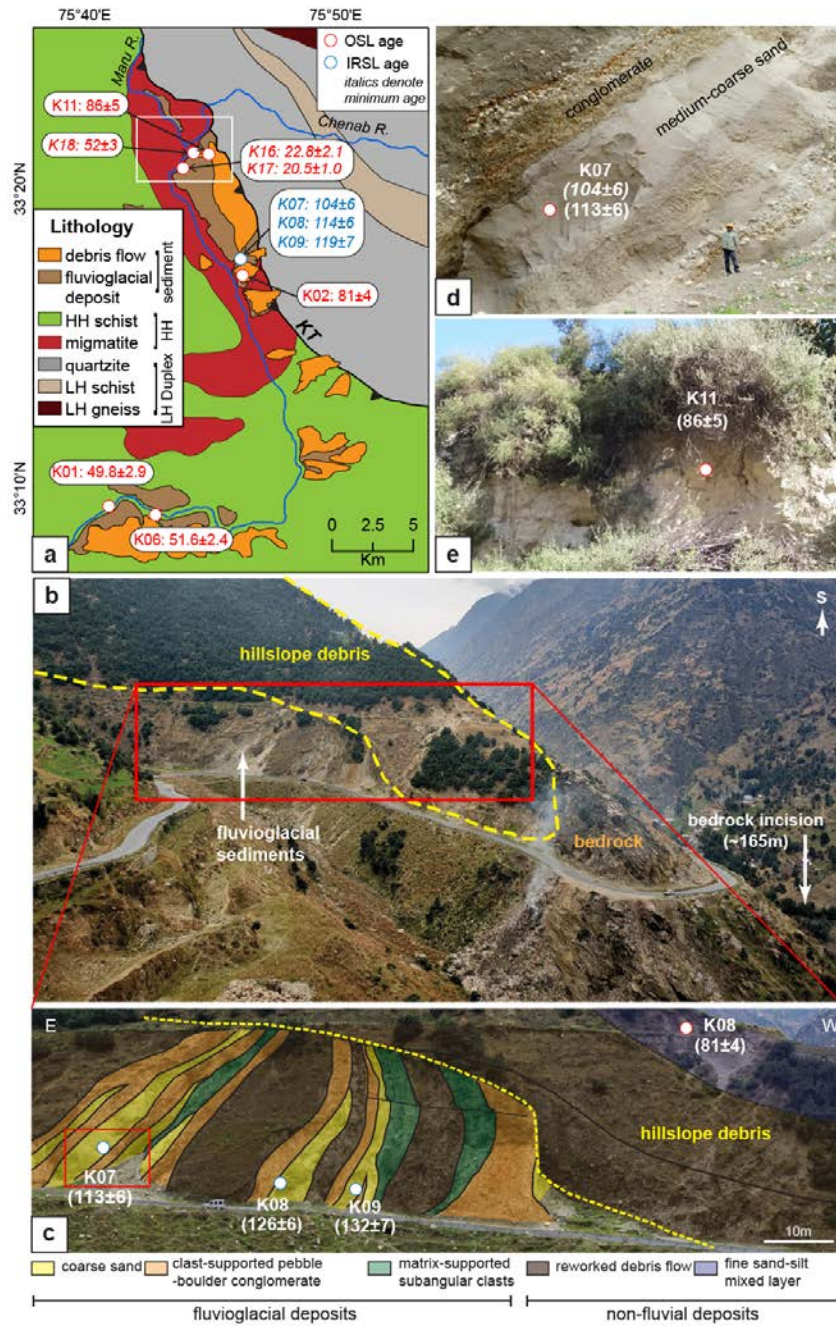 75°40'E
75°50'E
Maru R.
OSL age
IRSL age
italics denote
minimum age
K11: 86±5
Chenab R.
K18: 52±3
K16: 22.8±2.1
K17: 20.5±1.0
33°20'N
K07: 104±6
K08: 114±6
K09: 119±7
Lithology
debris flow
fluvioglacial
deposit
sediment
HH schist
migmatite
HH
quartzite
LH schist
LH gneiss
LH Duplex
K02: 81±4
KT
33°10'N
K01: 49.8±2.9
K06: 51.6±2.4
0 2.5 5
Km
a
conglomerate
medium-coarse sand
K07
(104±6)
(113±6)
d
K11
(86±5)
e
b
S
hillslope debris
fluvioglacial
sediments
bedrock
bedrock incision
(~165m)
E
W
K08
(81±4)
hillslope debris
K07
(113±6)
K08
(126±6)
K09
(132±7)
10m
c
coarse sand
clast-supported pebble
-boulder conglomerate
matrix-supported
subangular clasts
reworked debris flow
fine sand-silt
mixed layer
fluvioglacial deposits
non-fluvial deposits